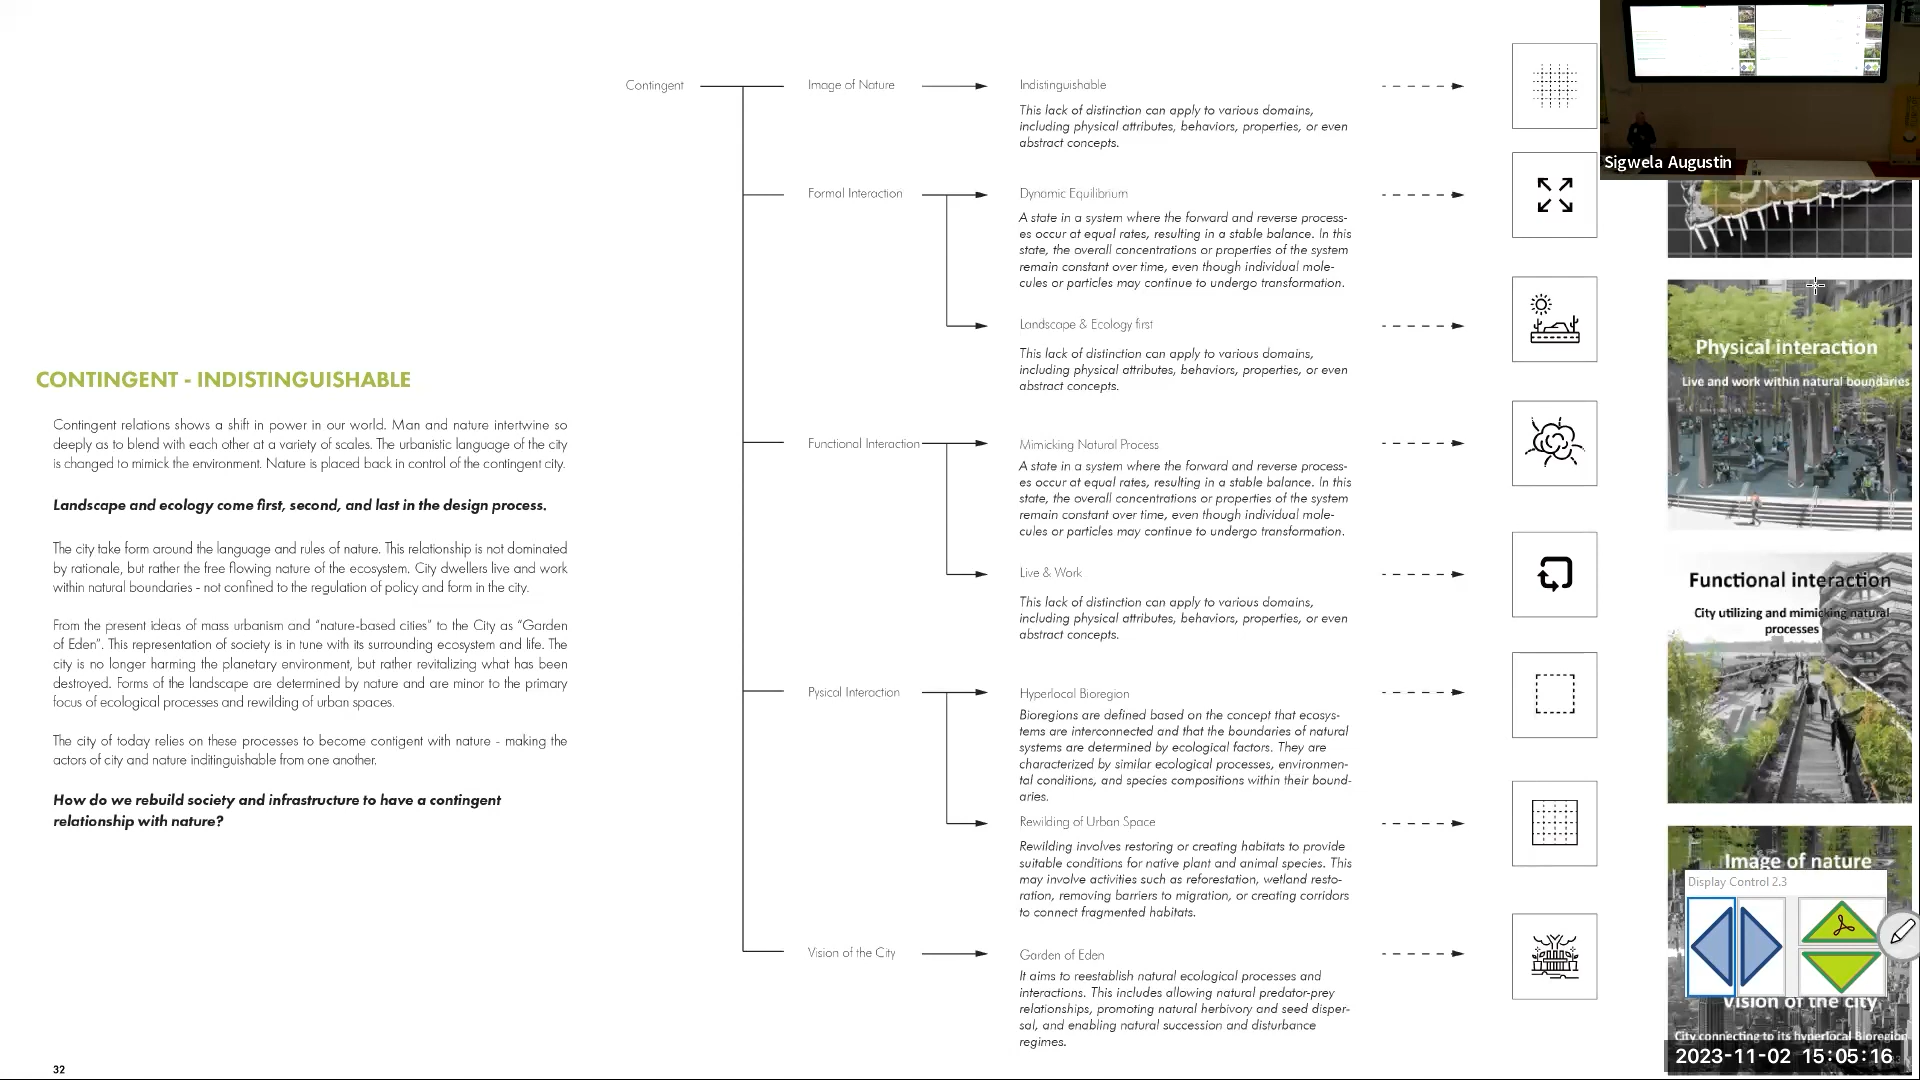 CONTINGENT - INDISTINGUISHABLE
Contingent relations shows a shift in power in our world. Man and nature intertwine so
deeply as to blend with each other at a variety of scales. The urbanistic language of the city
is changed to mimick the environment. Nature is placed back in control of the contingent city.
Landscape and ecology come first, second, and last in the design process.
The city take form around the language and rules of nature. This relationship is not dominated
by rationale, but rather the free flowing nature of the ecosystem. City dwellers live and work
within natural boundaries - not confined to the regulation of policy and form in the city.
From the present ideas of mass urbanism and “nature-based cities” to the City as “Garden
of Eden”. This representation of society is in tune with its surrounding ecosystem and life. The
city is no longer harming the planetary environment, but rather revitalizing what has been
destroyed. Forms of the landscape are determined by nature and are minor to the primary
focus of ecological processes and rewilding of urban spaces.
The city of today relies on these processes to become contigent with nature - making the
actors of city and nature inditinguishable from one another.
How do we rebuild society and infrastructure to have a contingent
relationship with nature?
32
Contingent
Image of Nature
Indistinguishable
This lack of distinction can apply to various domains,
including physical attributes, behaviors, properties, or even
abstract concepts.
Formal Interaction
Dynamic Equilibrium
A state in a system where the forward and reverse process-
es occur at equal rates, resulting in a stable balance. In this
state, the overall concentrations or properties of the system
remain constant over time, even though individual mole-
cules or particles may continue to undergo transformation.
Landscape & Ecology first
This lack of distinction can apply to various domains,
including physical attributes, behaviors, properties, or even
abstract concepts.
Functional Interaction
Mimicking Natural Process
A state in a system where the forward and reverse process-
es occur at equal rates, resulting in a stable balance. In this
state, the overall concentrations or properties of the system
remain constant over time, even though individual mole-
cules or particles may continue to undergo transformation.
Live & Work
This lack of distinction can apply to various domains,
including physical attributes, behaviors, properties, or even
abstract concepts.
Pysical Interaction
Hyperlocal Bioregion
Bioregions are defined based on the concept that ecosys-
tems are interconnected and that the boundaries of natural
systems are determined by ecological factors. They are
characterized by similar ecological processes, environmen-
tal conditions, and species compositions within their bound-
aries.
Rewilding of Urban Space
Rewilding involves restoring or creating habitats to provide
suitable conditions for native plant and animal species. This
may involve activities such as reforestation, wetland resto-
ration, removing barriers to migration, or creating corridors
to connect fragmented habitats.
Vision of the City
Garden of Eden
It aims to reestablish natural ecological processes and
interactions. This includes allowing natural predator-prey
relationships, promoting natural herbivory and seed disper-
sal, and enabling natural succession and disturbance
regimes.
Sigwela Augustin
Physical interaction
Live and work within natural boundaries
Functional interaction
City utilizing and mimicking natural
processes
Image of nature
Display Control 2.3
Vision of the city
City connecting to its hyperlocal Bioregion
2023-11-02 15:05:16